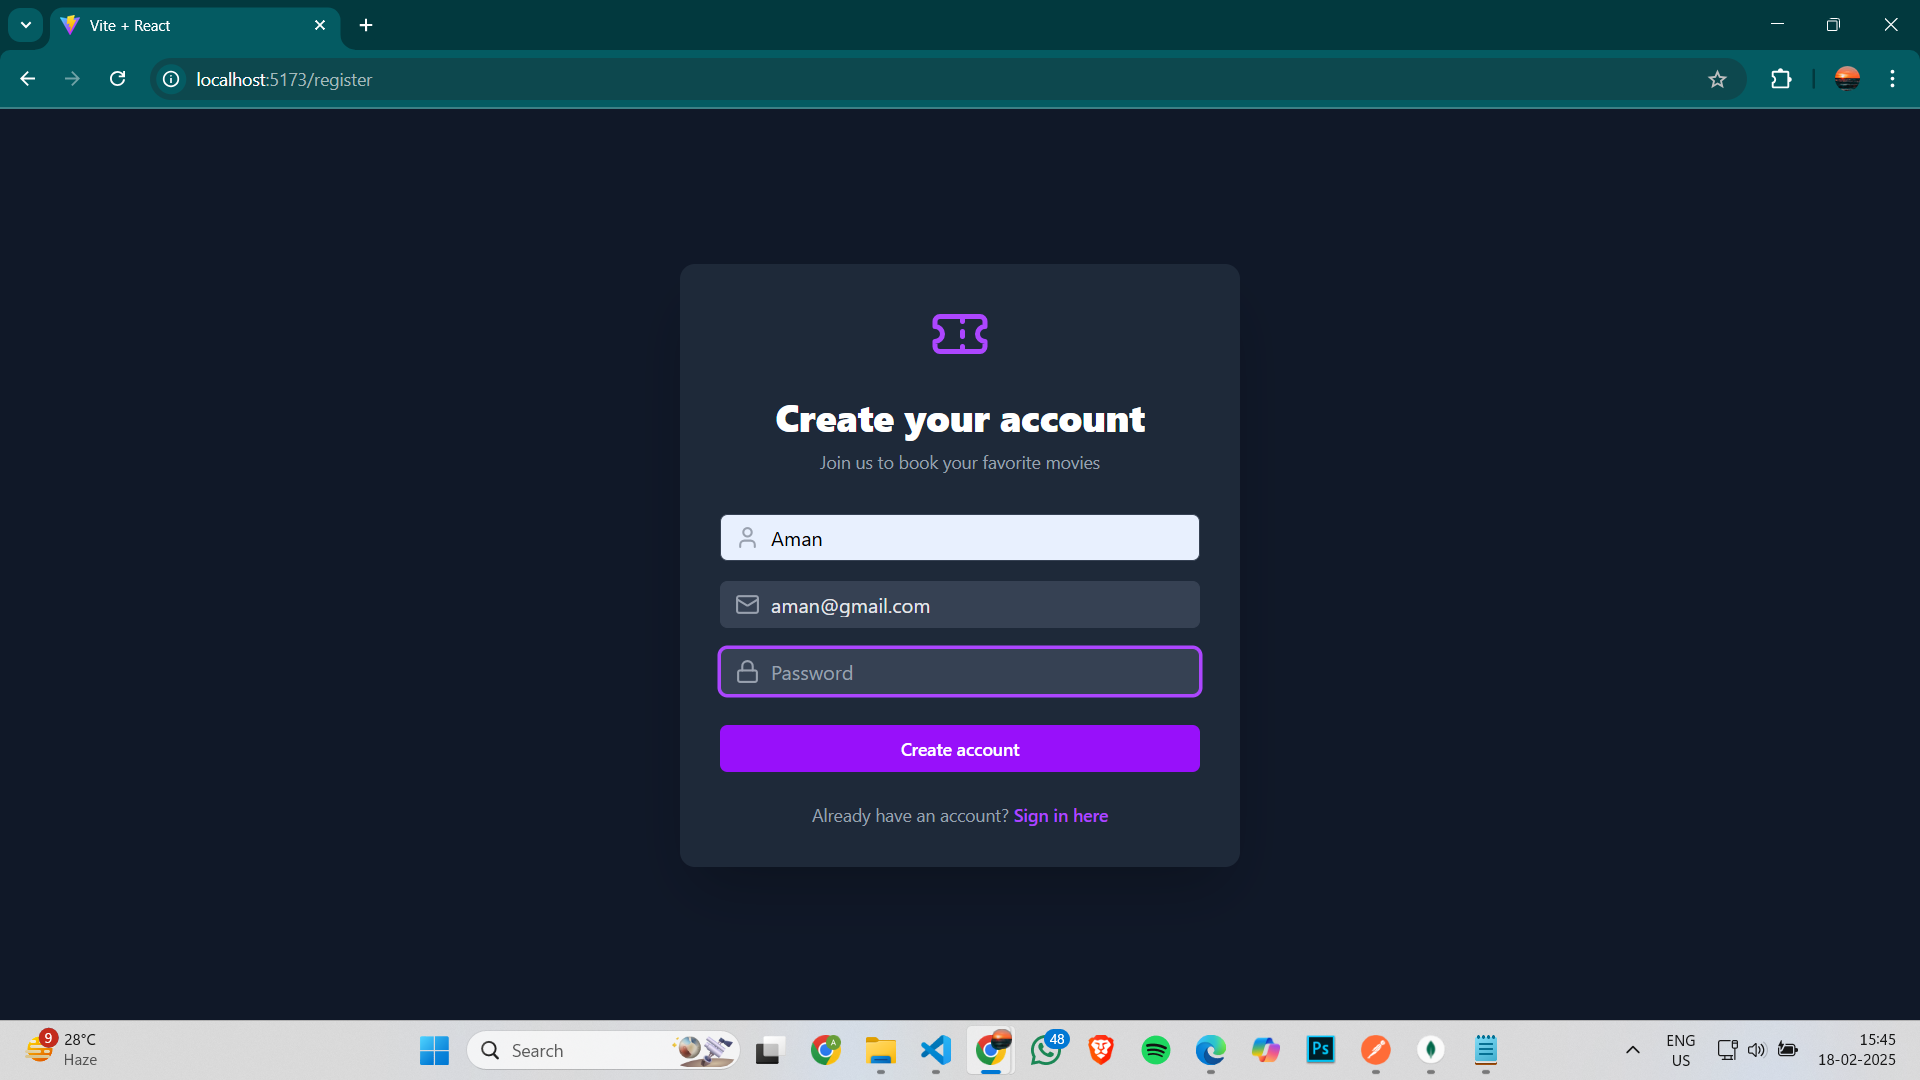 Vite + React
localhost:5173/register
Create your account
Join us to book your favorite movies
Aman
aman@gmail.com
Password
Create account
Already have an account? Sign in here
9
28°C
Haze
Search
A
48
Ps
ENG
US
15:45
18-02-2025